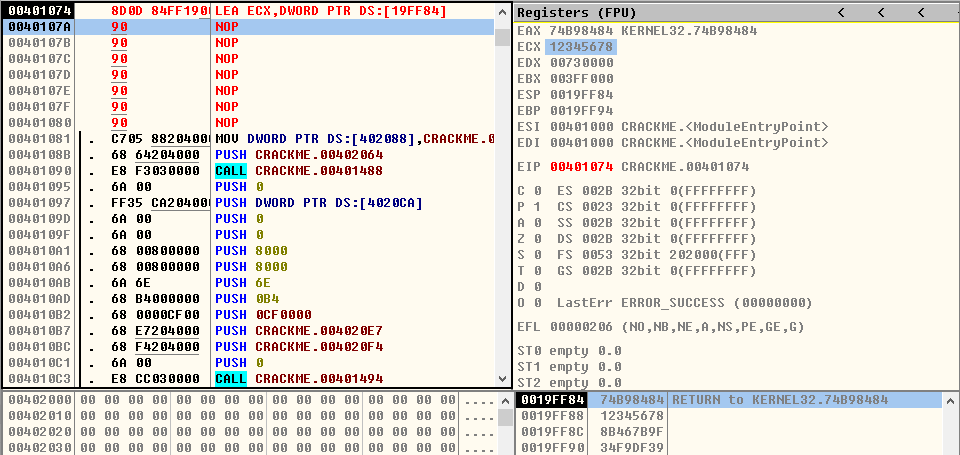 00401074 8D0D 84FF1900 LEA ECX,DWORD PTR DS:[19FF84]
0040107A 90 NOP
0040107B 90 NOP
0040107C 90 NOP
0040107D 90 NOP
0040107E 90 NOP
0040107F 90 NOP
00401080 90 NOP
00401081 . C705 88204000 MOV DWORD PTR DS:[402088],CRACKME.0
0040108B . 68 64204000 PUSH CRACKME.00402064
00401090 . E8 F3030000 CALL CRACKME.00401488
00401095 . 6A 00 PUSH 0
00401097 . FF35 CA204000 PUSH DWORD PTR DS:[4020CA]
0040109D . 6A 00 PUSH 0
0040109F . 6A 00 PUSH 0
004010A1 . 68 00800000 PUSH 8000
004010A6 . 68 00800000 PUSH 8000
004010AB . 6A 6E PUSH 6E
004010AD . 68 B4000000 PUSH 0B4
004010B2 . 68 0000CF00 PUSH 0CF0000
004010B7 . 68 E7204000 PUSH CRACKME.004020E7
004010BC . 68 F4204000 PUSH CRACKME.004020F4
004010C1 . 6A 00 PUSH 0
004010C3 . E8 CC030000 CALL CRACKME.00401494
Registers (FPU) < < < <
EAX 74B98484 KERNEL32.74B98484
ECX 12345678
EDX 00730000
EBX 003FF000
ESP 0019FF84
EBP 0019FF94
ESI 00401000 CRACKME.<ModuleEntryPoint>
EDI 00401000 CRACKME.<ModuleEntryPoint>
EIP 00401074 CRACKME.00401074
C 0 ES 002B 32bit 0(FFFFFFFF)
P 1 CS 0023 32bit 0(FFFFFFFF)
A 0 SS 002B 32bit 0(FFFFFFFF)
Z 0 DS 002B 32bit 0(FFFFFFFF)
S 0 FS 0053 32bit 202000(FFF)
T 0 GS 002B 32bit 0(FFFFFFFF)
D 0
O 0 LastErr ERROR_SUCCESS (00000000)
EFL 00000206 (NO,NB,NE,A,NS,PE,GE,G)
ST0 empty 0.0
ST1 empty 0.0
ST2 empty 0.0
00402000 00 00 00 00 00 00 00 00 00 00 00 00 00 00 00 00 ....
00402010 00 00 00 00 00 00 00 00 00 00 00 00 00 00 00 00 ....
00402020 00 00 00 00 00 00 00 00 00 00 00 00 00 00 00 00 ....
00402030 00 00 00 00 00 00 00 00 00 00 00 00 00 00 00 00 ....
0019FF84 74B98484 RETURN to KERNEL32.74B98484
0019FF88 12345678
0019FF8C 8B467B9F
0019FF90 34F9DF39